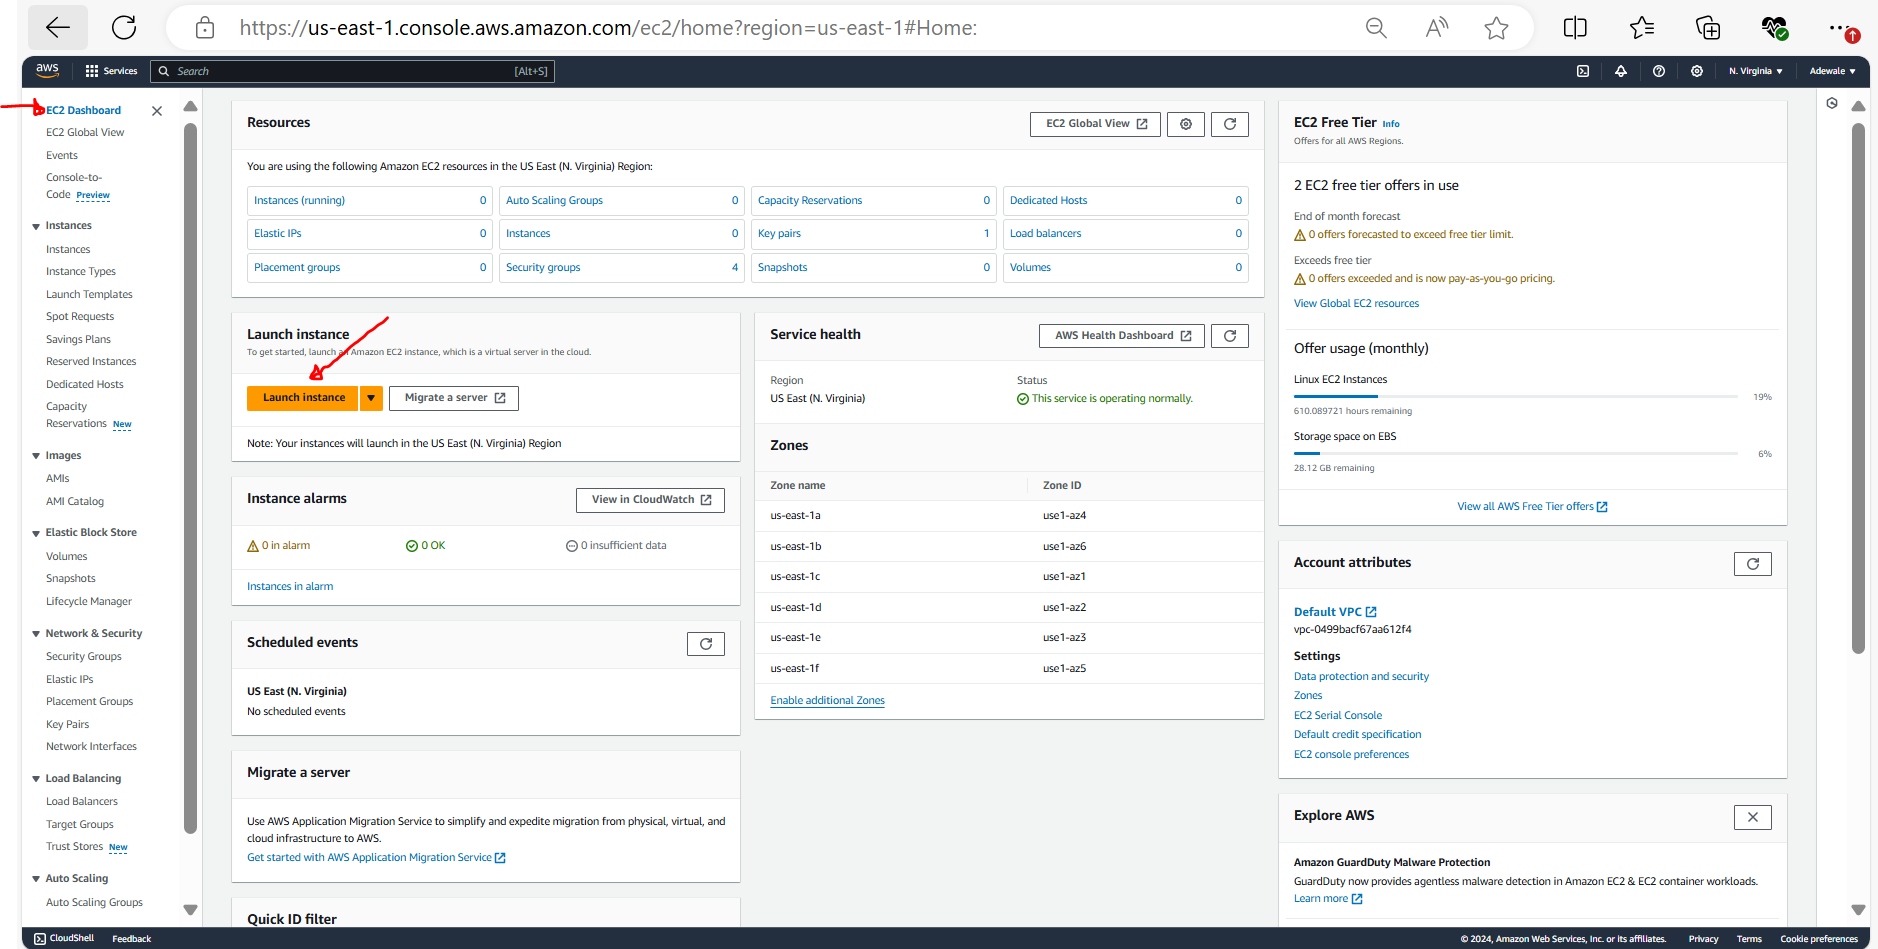 https://us-east-1.console.aws.amazon.com/ec2/home?region=us-east-1#Home:
aws
Services
Search
[Alt+S]
N. Virginia
Adewale
EC2 Dashboard
EC2 Global View
Events
Console-to-
Code Preview
Instances
Instances
Instance Types
Launch Templates
Spot Requests
Savings Plans
Reserved Instances
Dedicated Hosts
Capacity
Reservations New
Images
AMIs
AMI Catalog
Elastic Block Store
Volumes
Snapshots
Lifecycle Manager
Network & Security
Security Groups
Elastic IPs
Placement Groups
Key Pairs
Network Interfaces
Load Balancing
Load Balancers
Target Groups
Trust Stores New
Auto Scaling
Auto Scaling Groups
Resources
EC2 Global View
You are using the following Amazon EC2 resources in the US East (N. Virginia) Region:
Instances (running) 0
Auto Scaling Groups 0
Capacity Reservations 0
Dedicated Hosts 0
Elastic IPs 0
Instances 0
Key pairs 1
Load balancers 0
Placement groups 0
Security groups 4
Snapshots 0
Volumes 0
Launch instance
To get started, launch an Amazon EC2 instance, which is a virtual server in the cloud.
Launch instance
Migrate a server
Note: Your instances will launch in the US East (N. Virginia) Region
Instance alarms
View in CloudWatch
0 in alarm
0 OK
0 insufficient data
Instances in alarm
Scheduled events
US East (N. Virginia)
No scheduled events
Migrate a server
Use AWS Application Migration Service to simplify and expedite migration from physical, virtual, and
cloud infrastructure to AWS.
Get started with AWS Application Migration Service
Quick ID filter
Service health
AWS Health Dashboard
Region
Status
US East (N. Virginia)
This service is operating normally.
Zones
Zone name Zone ID
us-east-1a use1-az4
us-east-1b use1-az6
us-east-1c use1-az1
us-east-1d use1-az2
us-east-1e use1-az3
us-east-1f use1-az5
Enable additional Zones
EC2 Free Tier Info
Offers for all AWS Regions.
2 EC2 free tier offers in use
End of month forecast
0 offers forecasted to exceed free tier limit.
Exceeds free tier
0 offers exceeded and is now pay-as-you-go pricing.
View Global EC2 resources
Offer usage (monthly)
Linux EC2 Instances
19%
610.089721 hours remaining
Storage space on EBS
6%
28.12 GB remaining
View all AWS Free Tier offers
Account attributes
Default VPC
vpc-0499bacf67aa612f4
Settings
Data protection and security
Zones
EC2 Serial Console
Default credit specification
EC2 console preferences
Explore AWS
Amazon GuardDuty Malware Protection
GuardDuty now provides agentless malware detection in Amazon EC2 & EC2 container workloads.
Learn more
CloudShell
Feedback
© 2024, Amazon Web Services, Inc. or its affiliates.
Privacy
Terms
Cookie preferences